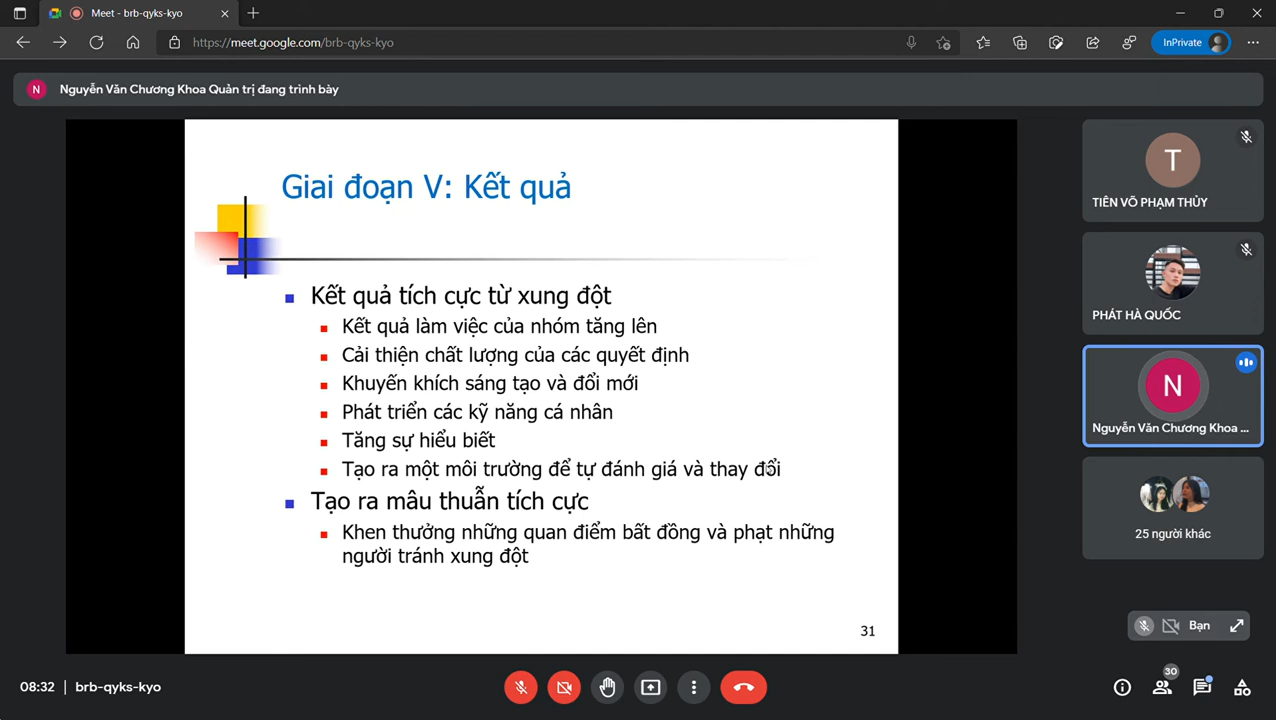 Meet - brb-qyks-kyo
https://meet.google.com/brb-qyks-kyo
InPrivate
N
Nguyễn Văn Chương Khoa Quản trị đang trình bày
Giai đoạn V: Kết quả
Kết quả tích cực từ xung đột
Kết quả làm việc của nhóm tăng lên
Cải thiện chất lượng của các quyết định
Khuyến khích sáng tạo và đổi mới
Phát triển các kỹ năng cá nhân
Tăng sự hiểu biết
Tạo ra một môi trường để tự đánh giá và thay đổi
Tạo ra mâu thuẫn tích cực
Khen thưởng những quan điểm bất đồng và phạt những
người tránh xung đột
31
T
TIÊN VÕ PHẠM THỦY
PHÁT HÀ QUỐC
N
Nguyễn Văn Chương Khoa ...
25 người khác
Bạn
08:32 | brb-qyks-kyo
30